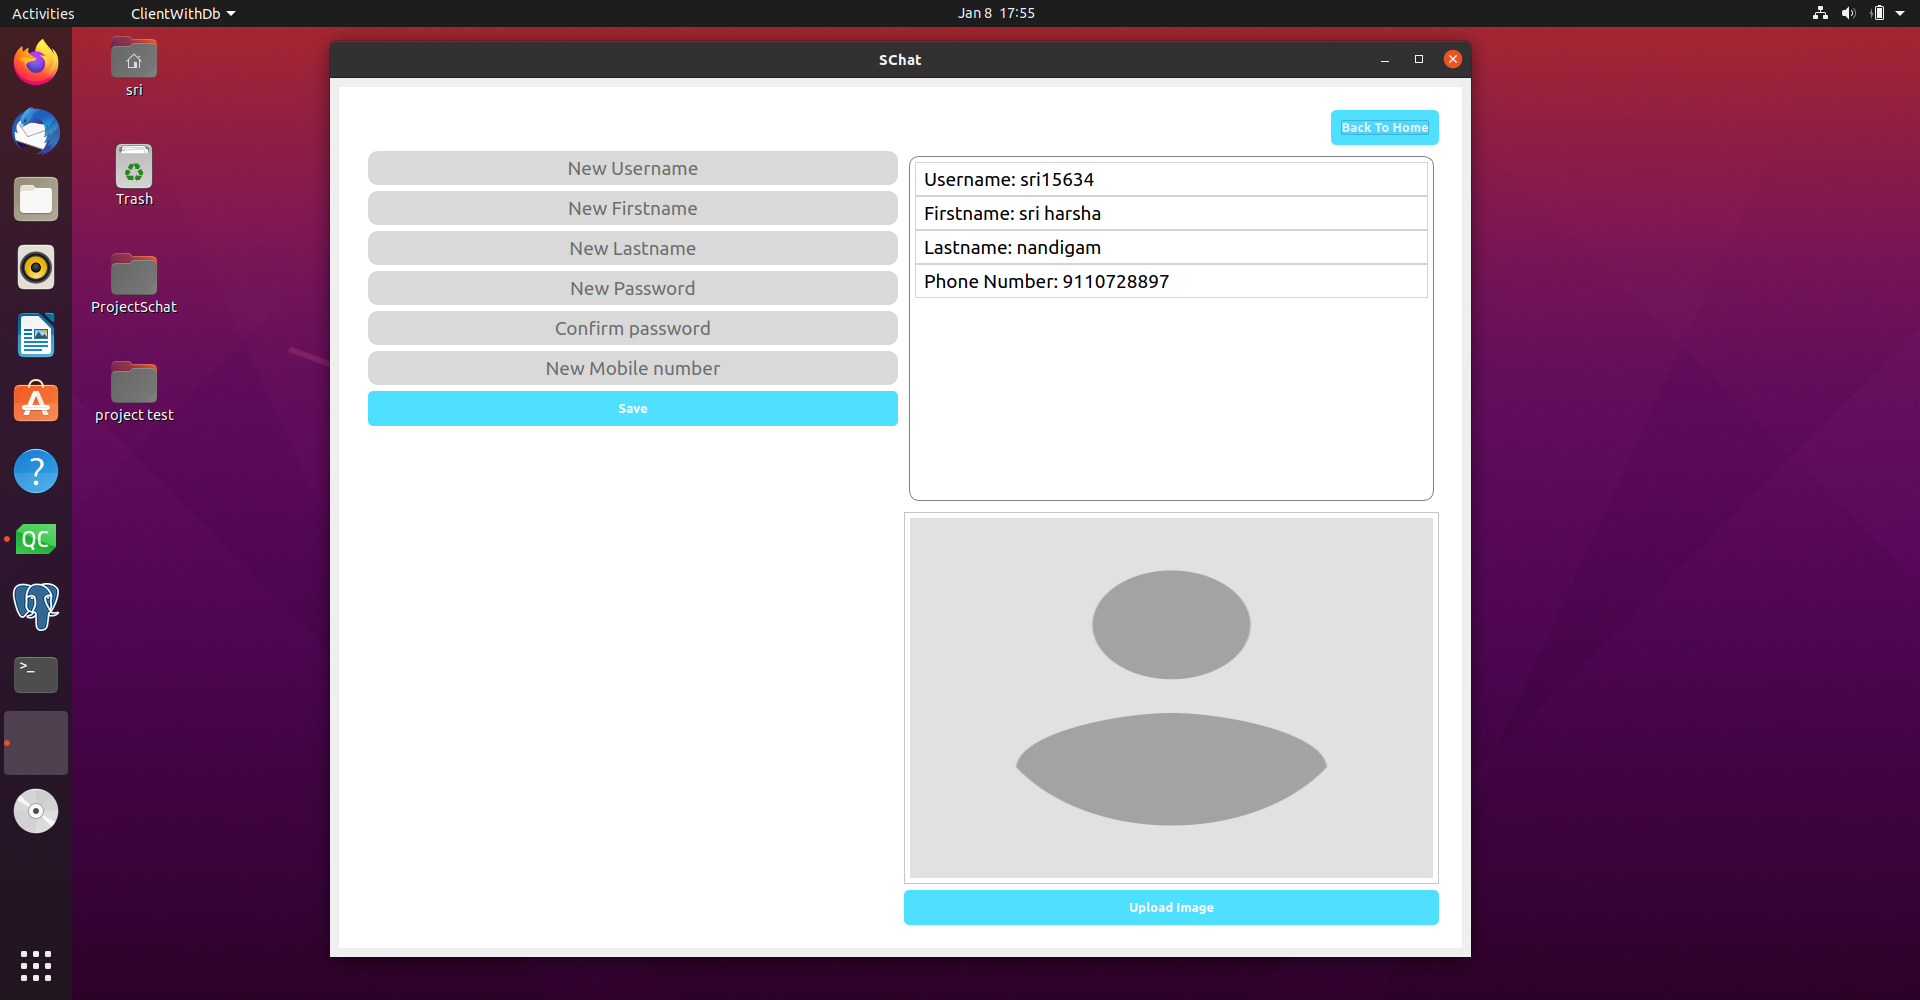 Activities
ClientWithDb
Jan 8 17:55
sri
Trash
ProjectSchat
project test
QC
>_
?
SChat
Back To Home
New Username
New Firstname
New Lastname
New Password
Confirm password
New Mobile number
Save
Username: sri15634
Firstname: sri harsha
Lastname: nandigam
Phone Number: 9110728897
Upload Image